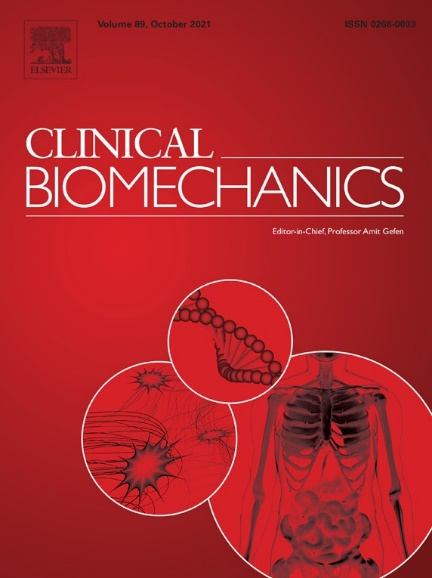 Volume 89, October 2021
ISSN 0268-0033
ELSEVIER
CLINICAL
BIOMECHANICS
Editor-in-Chief, Professor Amit Gefen